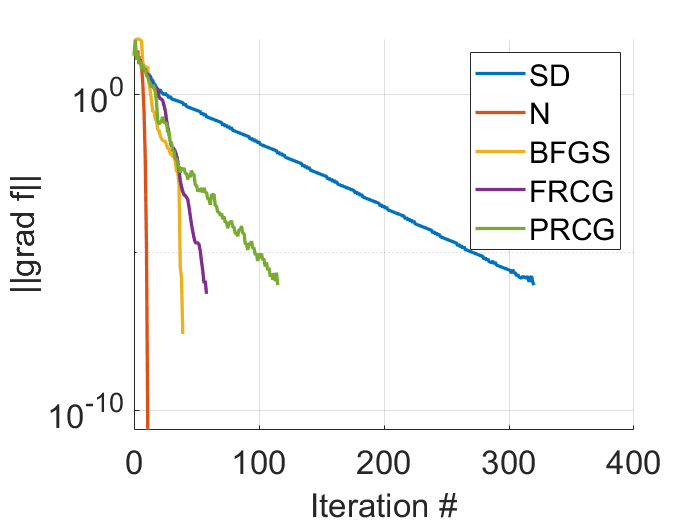 ||grad f||
10^0
10^-10
0 100 200 300 400
Iteration #
SD
N
BFGS
FRCG
PRCG